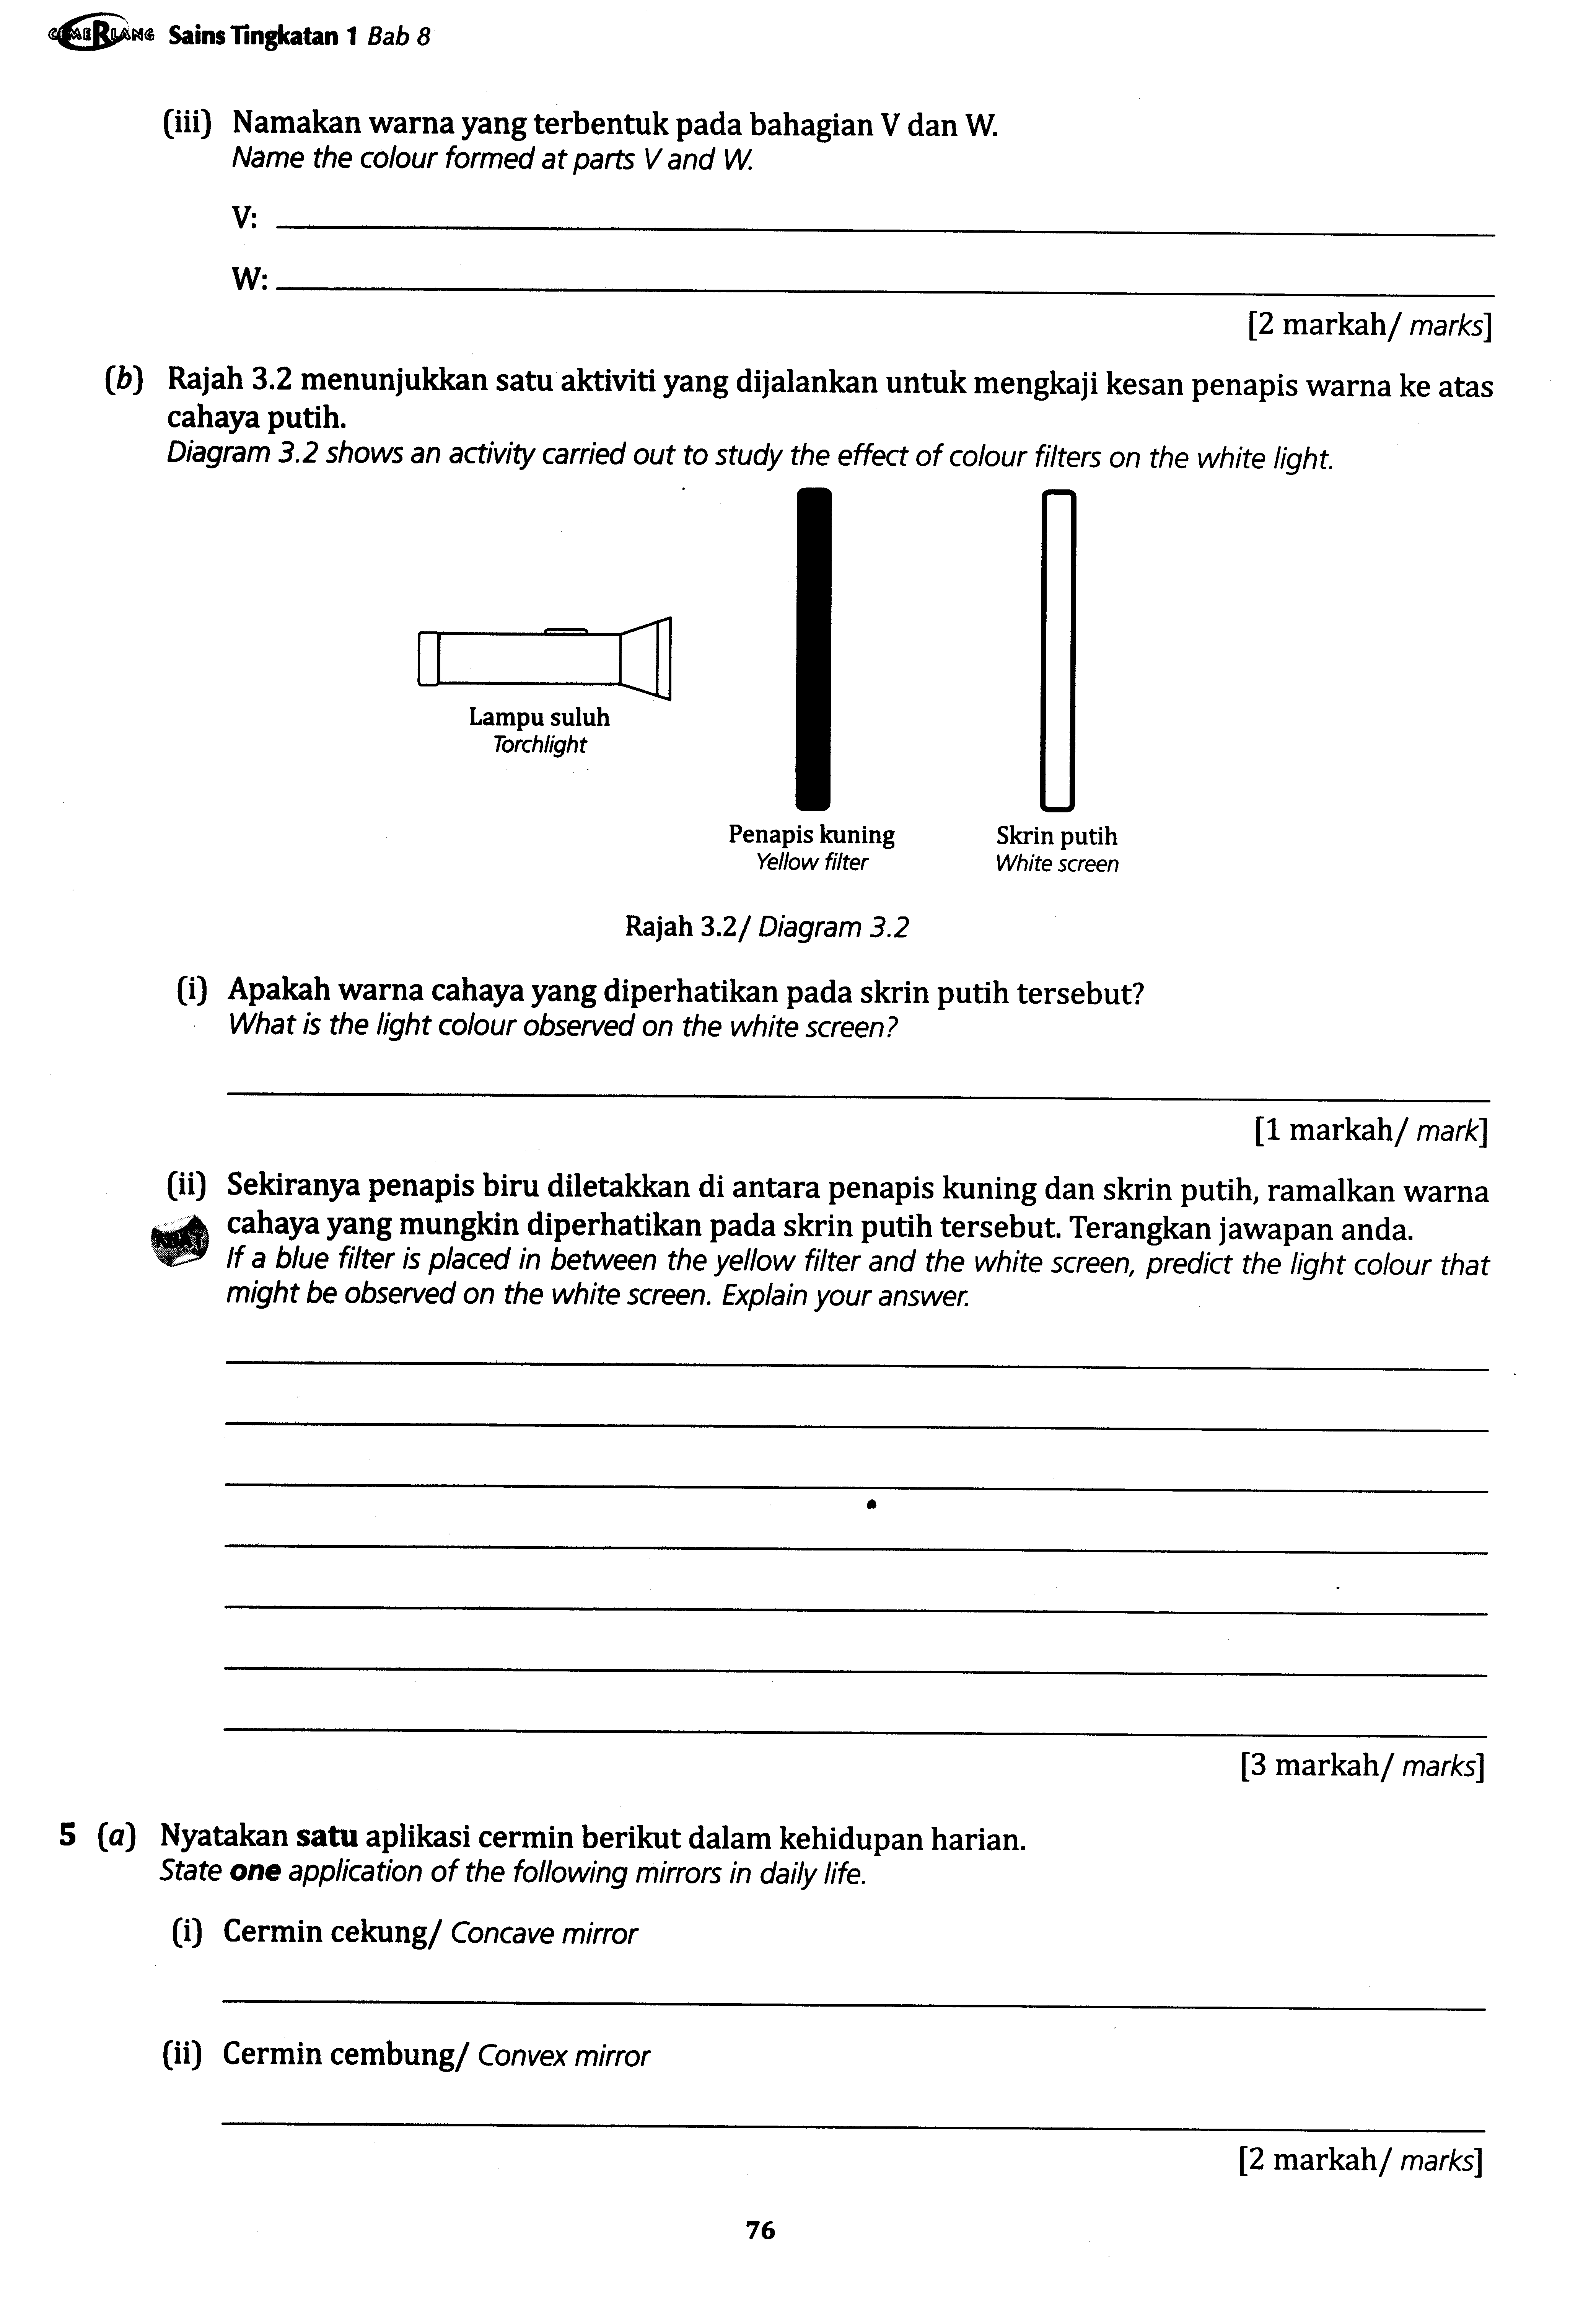 CEMERLANG Sains Tingkatan 1 Bab 8
(iii) Namakan warna yang terbentuk pada bahagian V dan W.
Name the colour formed at parts V and W.
V:
W:
[2 markah/ marks]
(b) Rajah 3.2 menunjukkan satu aktiviti yang dijalankan untuk mengkaji kesan penapis warna ke atas
cahaya putih.
Diagram 3.2 shows an activity carried out to study the effect of colour filters on the white light.
Lampu suluh
Torchlight
Penapis kuning
Yellow filter
Skrin putih
White screen
Rajah 3.2/ Diagram 3.2
(i) Apakah warna cahaya yang diperhatikan pada skrin putih tersebut?
What is the light colour observed on the white screen?
[1 markah/ mark]
(ii) Sekiranya penapis biru diletakkan di antara penapis kuning dan skrin putih, ramalkan warna
KBAT cahaya yang mungkin diperhatikan pada skrin putih tersebut. Terangkan jawapan anda.
If a blue filter is placed in between the yellow filter and the white screen, predict the light colour that
might be observed on the white screen. Explain your answer.
[3 markah/ marks]
5 (a) Nyatakan satu aplikasi cermin berikut dalam kehidupan harian.
State one application of the following mirrors in daily life.
(i) Cermin cekung/ Concave mirror
(ii) Cermin cembung/ Convex mirror
[2 markah/ marks]
76